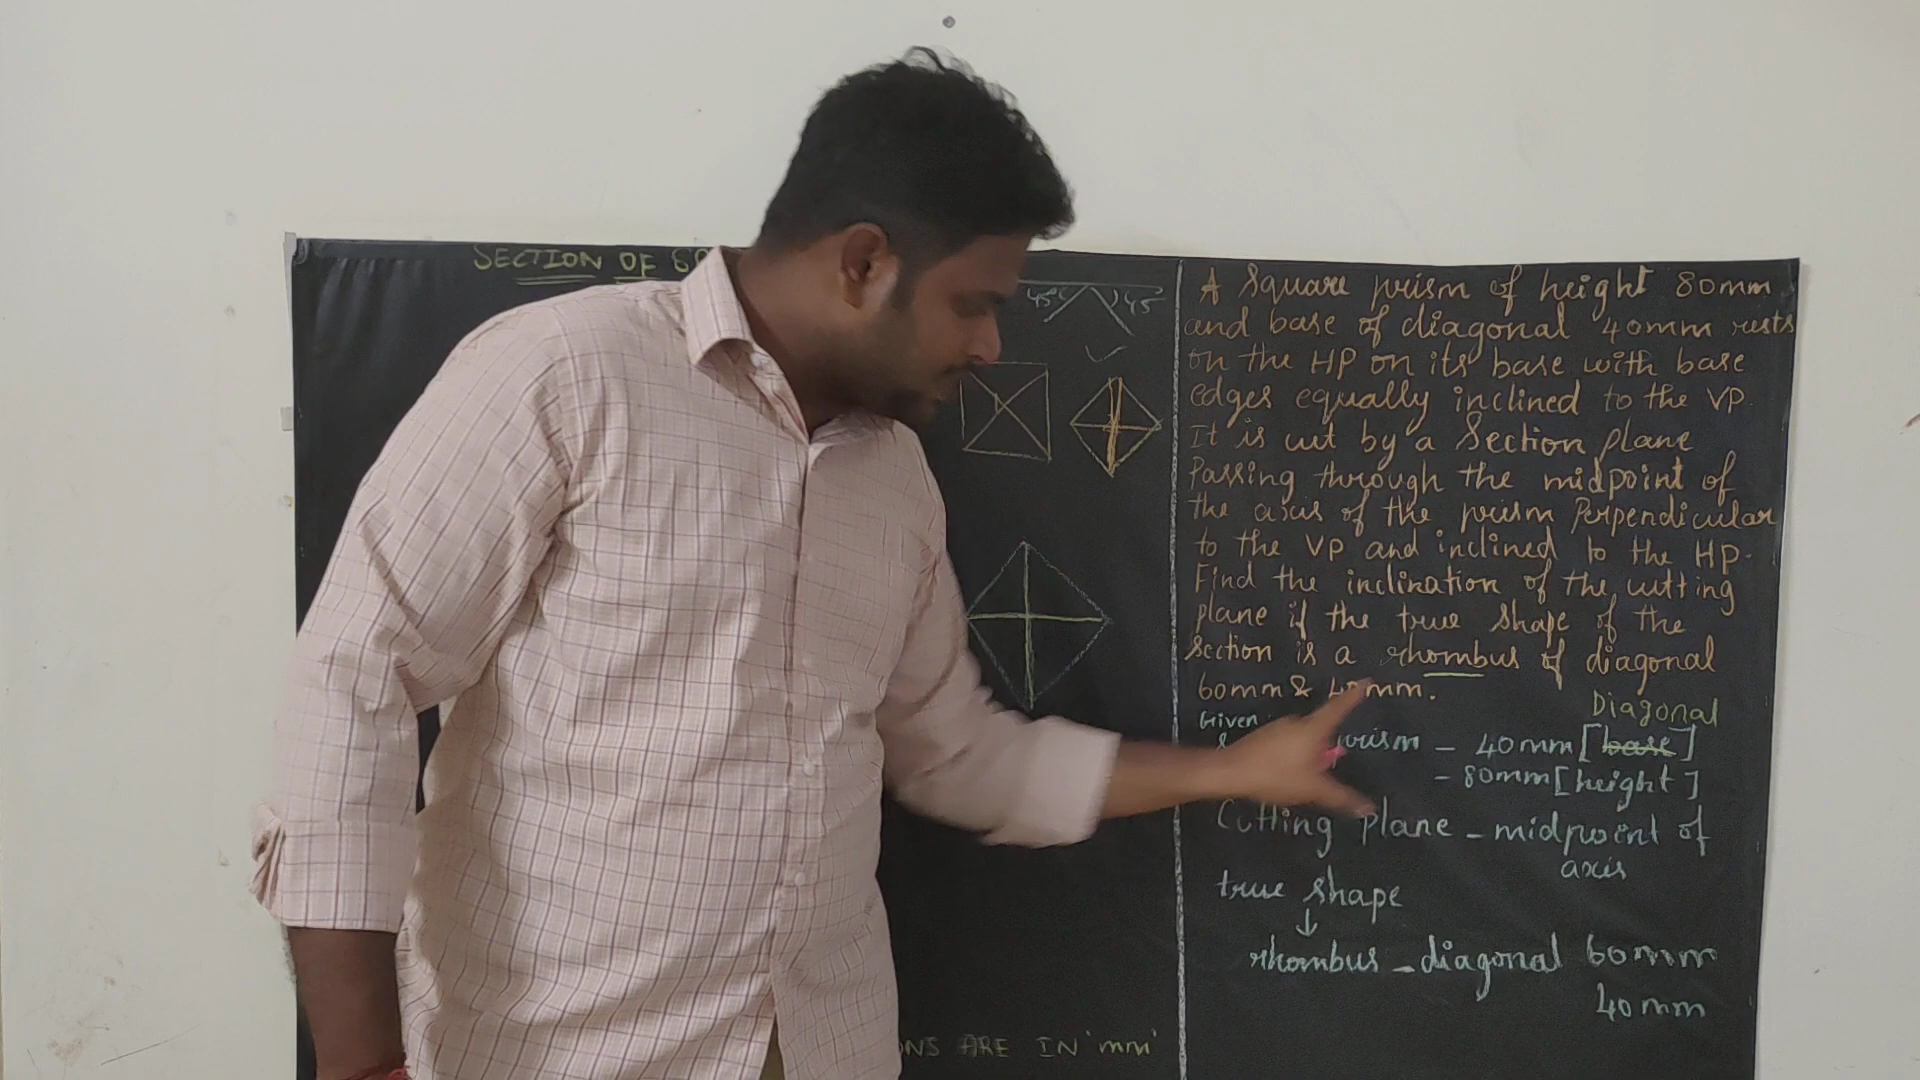 SECTION OF
45° 45
A Square prism of height 80mm
and base of diagonal 40mm rests
on the HP on its base with base
edges equally inclined to the VP.
It is cut by a Section plane
Passing through the midpoint of
the axis of the prism Perpendicular
to the VP and inclined to the HP.
Find the inclination of the cutting
plane if the true shape of the
section is a rhombus of diagonal
60mm & 40mm.
Diagonal
Given
prism - 40mm [base]
- 80mm [height]
Cutting plane - midpoint of
axis
true shape
↓
rhombus - diagonal 60mm
40mm
ARE IN 'mm'